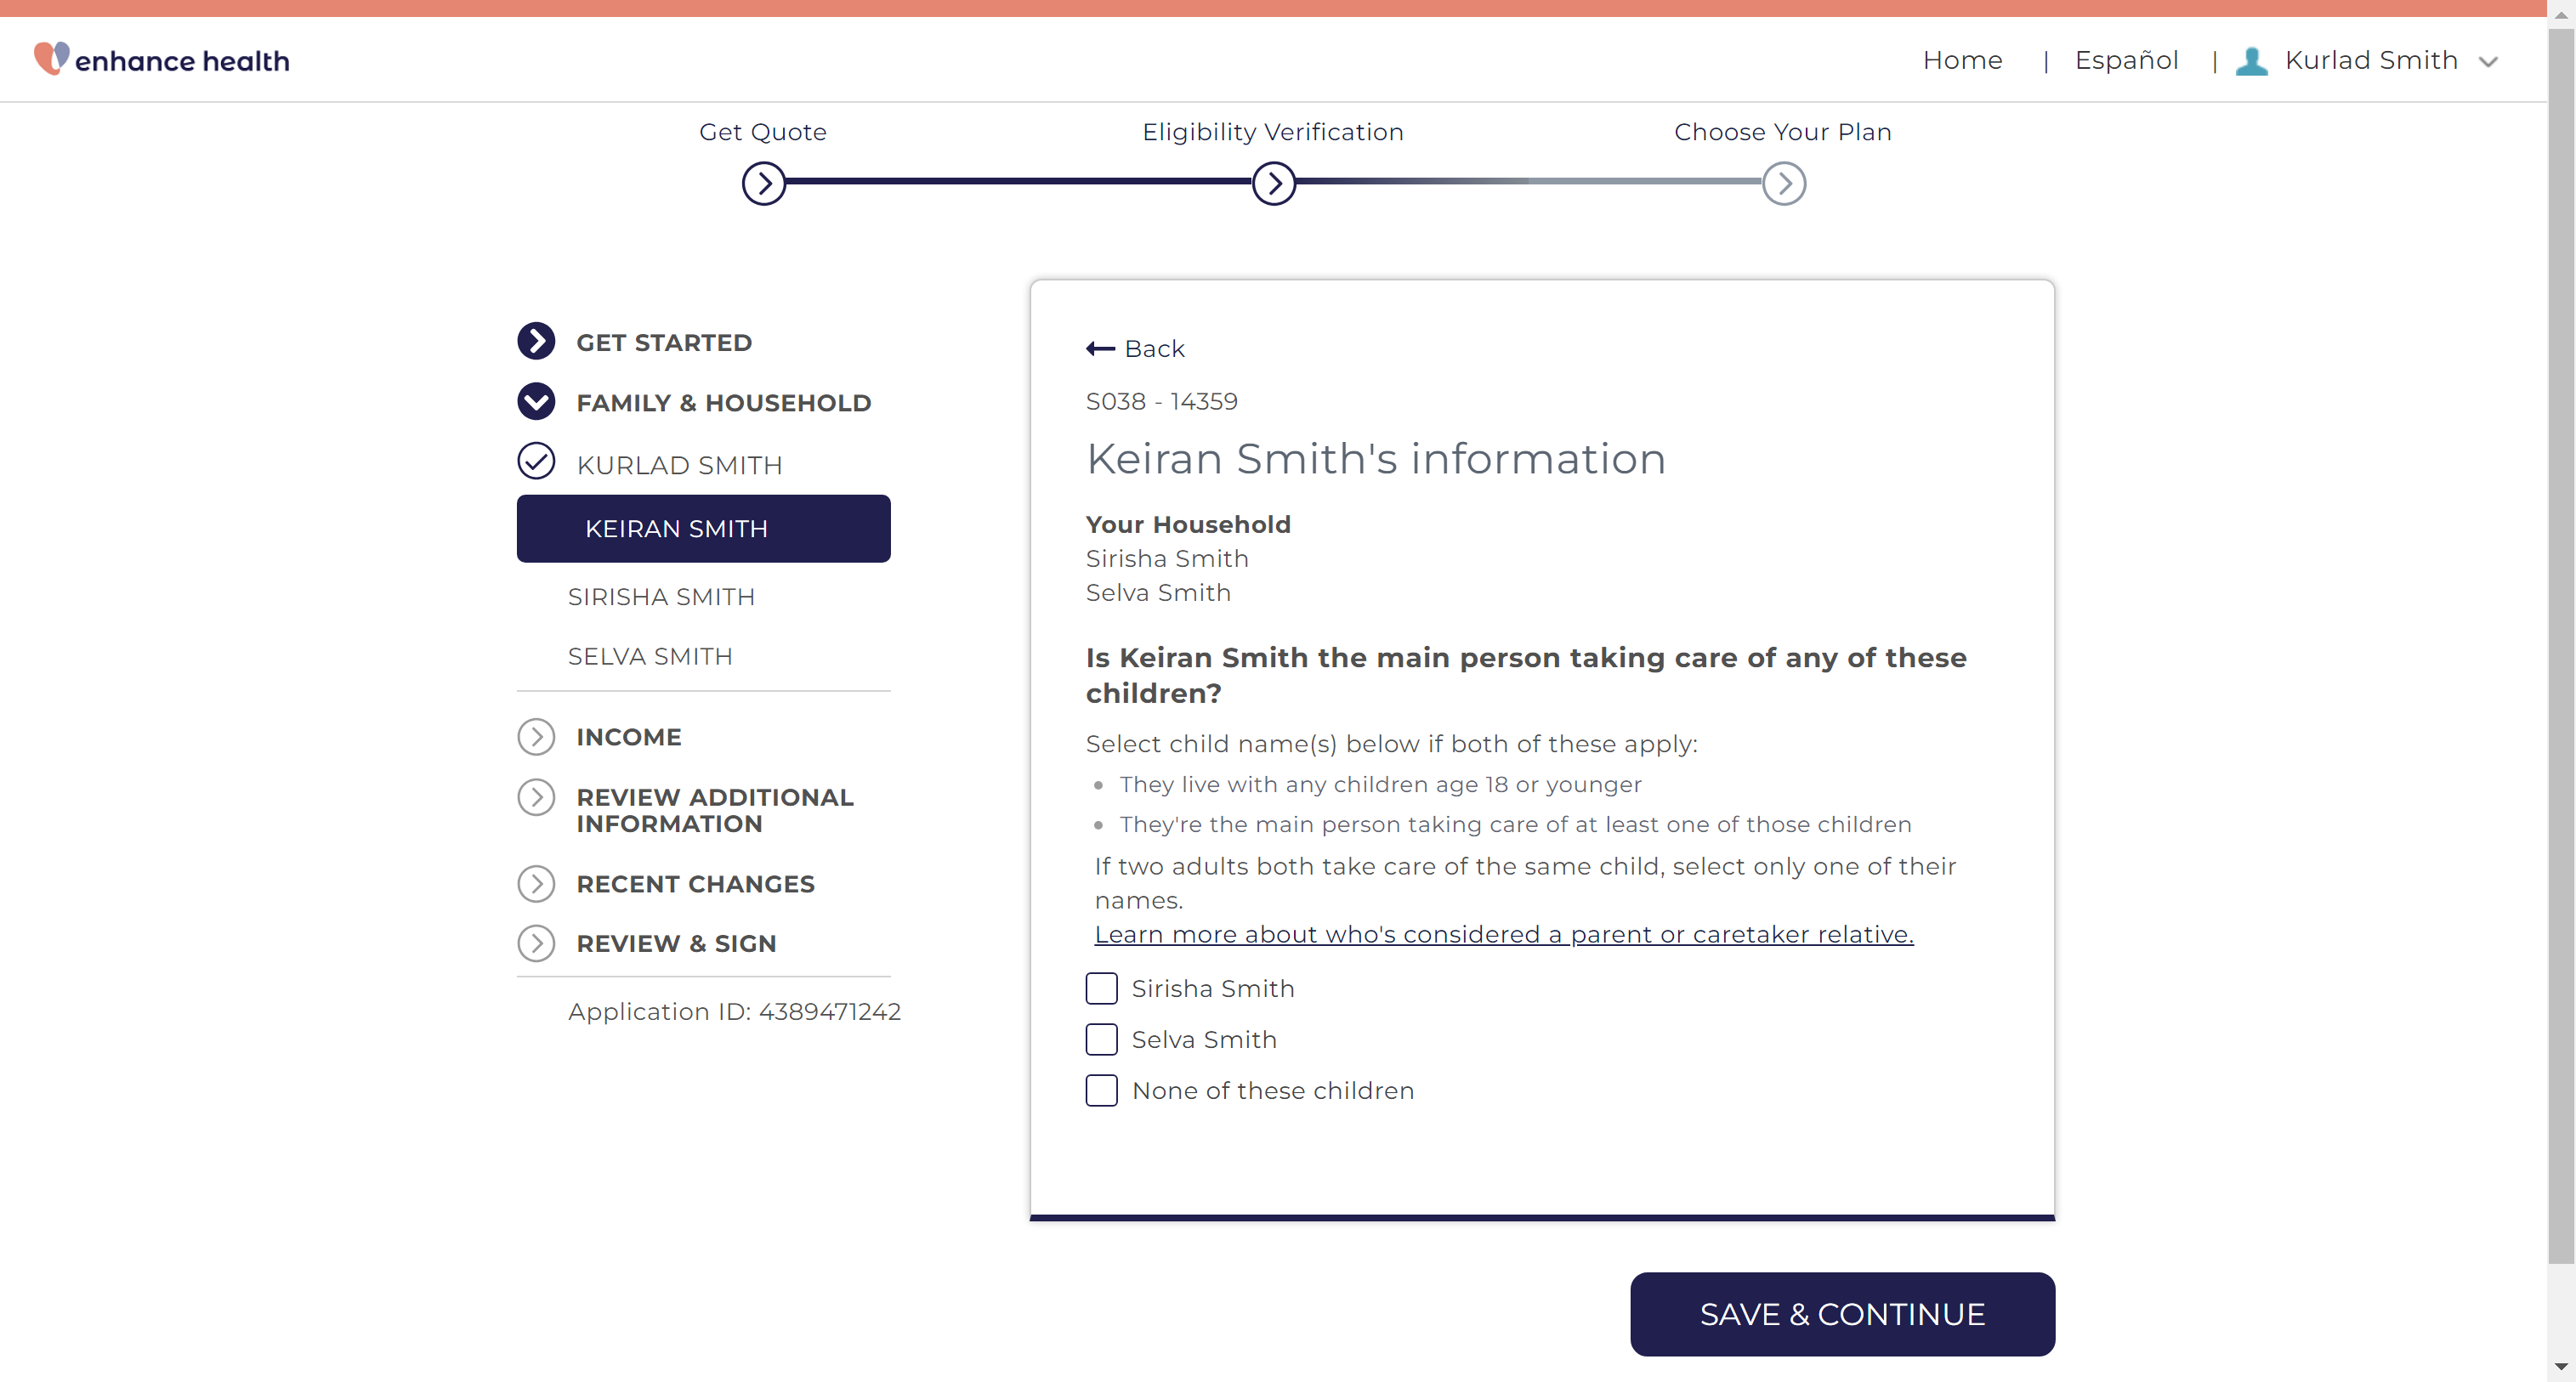 enhance health
Home | Español | Kurlad Smith
Get Quote
Eligibility Verification
Choose Your Plan
GET STARTED
FAMILY & HOUSEHOLD
KURLAD SMITH
KEIRAN SMITH
SIRISHA SMITH
SELVA SMITH
INCOME
REVIEW ADDITIONAL
INFORMATION
RECENT CHANGES
REVIEW & SIGN
Application ID: 4389471242
Back
S038 - 14359
Keiran Smith's information
Your Household
Sirisha Smith
Selva Smith
Is Keiran Smith the main person taking care of any of these
children?
Select child name(s) below if both of these apply:
• They live with any children age 18 or younger
• They're the main person taking care of at least one of those children
If two adults both take care of the same child, select only one of their
names.
Learn more about who's considered a parent or caretaker relative.
Sirisha Smith
Selva Smith
None of these children
SAVE & CONTINUE